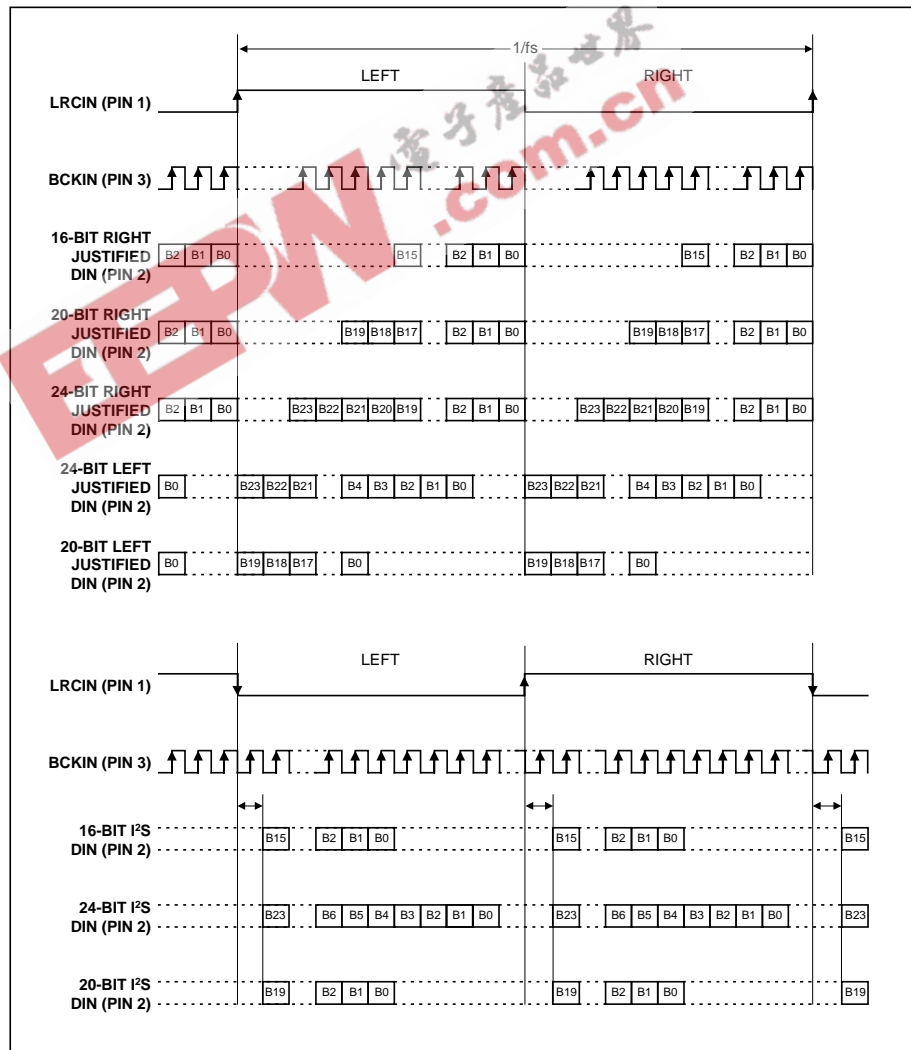 1/fs
LEFT RIGHT
LRCIN (PIN 1)
BCKIN (PIN 3)
16-BIT RIGHT
JUSTIFIED
DIN (PIN 2)
B2 B1 B0 B15 B2 B1 B0 B15 B2 B1 B0
20-BIT RIGHT
JUSTIFIED
DIN (PIN 2)
B2 B1 B0 B19 B18 B17 B2 B1 B0 B19 B18 B17 B2 B1 B0
24-BIT RIGHT
JUSTIFIED
DIN (PIN 2)
B2 B1 B0 B23 B22 B21 B20 B19 B2 B1 B0 B23 B22 B21 B20 B19 B2 B1 B0
24-BIT LEFT
JUSTIFIED
DIN (PIN 2)
B0 B23 B22 B21 B4 B3 B2 B1 B0 B23 B22 B21 B4 B3 B2 B1 B0
20-BIT LEFT
JUSTIFIED
DIN (PIN 2)
B0 B19 B18 B17 B0 B19 B18 B17 B0
EEPW
.com.cn
電子產品世界
LEFT RIGHT
LRCIN (PIN 1)
BCKIN (PIN 3)
16-BIT I²S
DIN (PIN 2)
B15 B2 B1 B0 B15 B2 B1 B0 B15
24-BIT I²S
DIN (PIN 2)
B23 B6 B5 B4 B3 B2 B1 B0 B23 B6 B5 B4 B3 B2 B1 B0 B23
20-BIT I²S
DIN (PIN 2)
B19 B2 B1 B0 B19 B2 B1 B0 B19